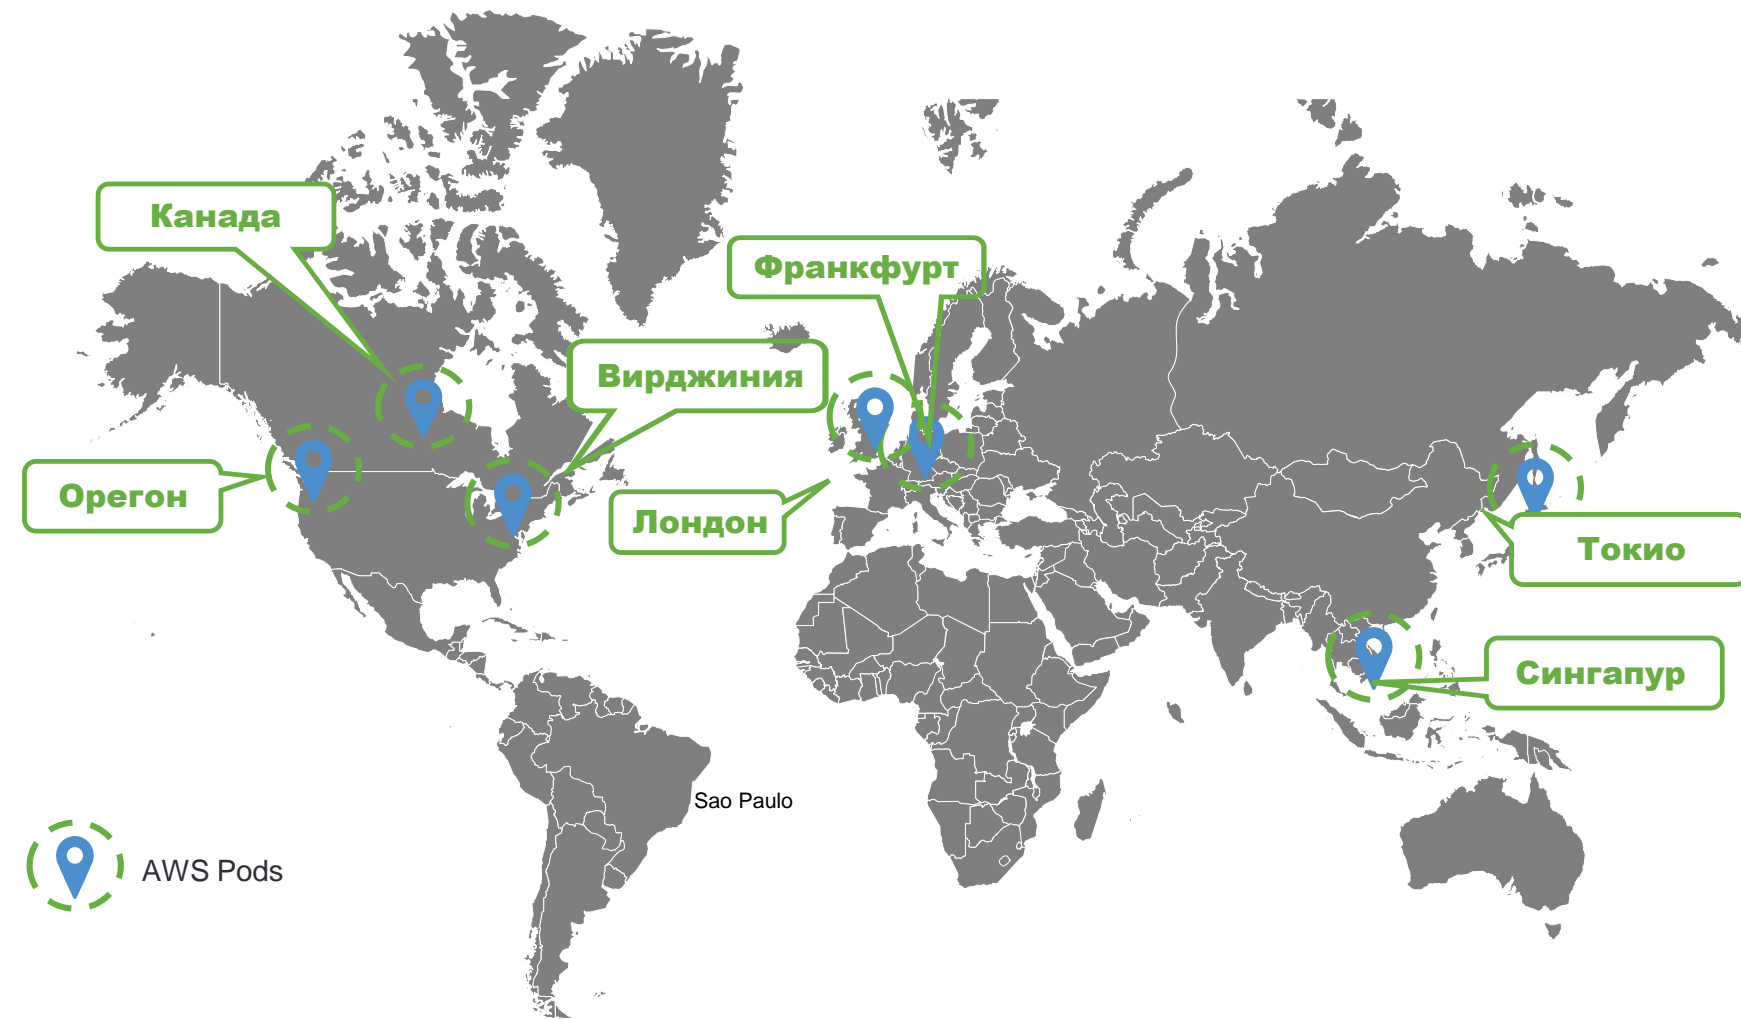 Канада
Франкфурт
Вирджиния
Орегон
Лондон
Токио
Сингапур
Sao Paulo
AWS Pods